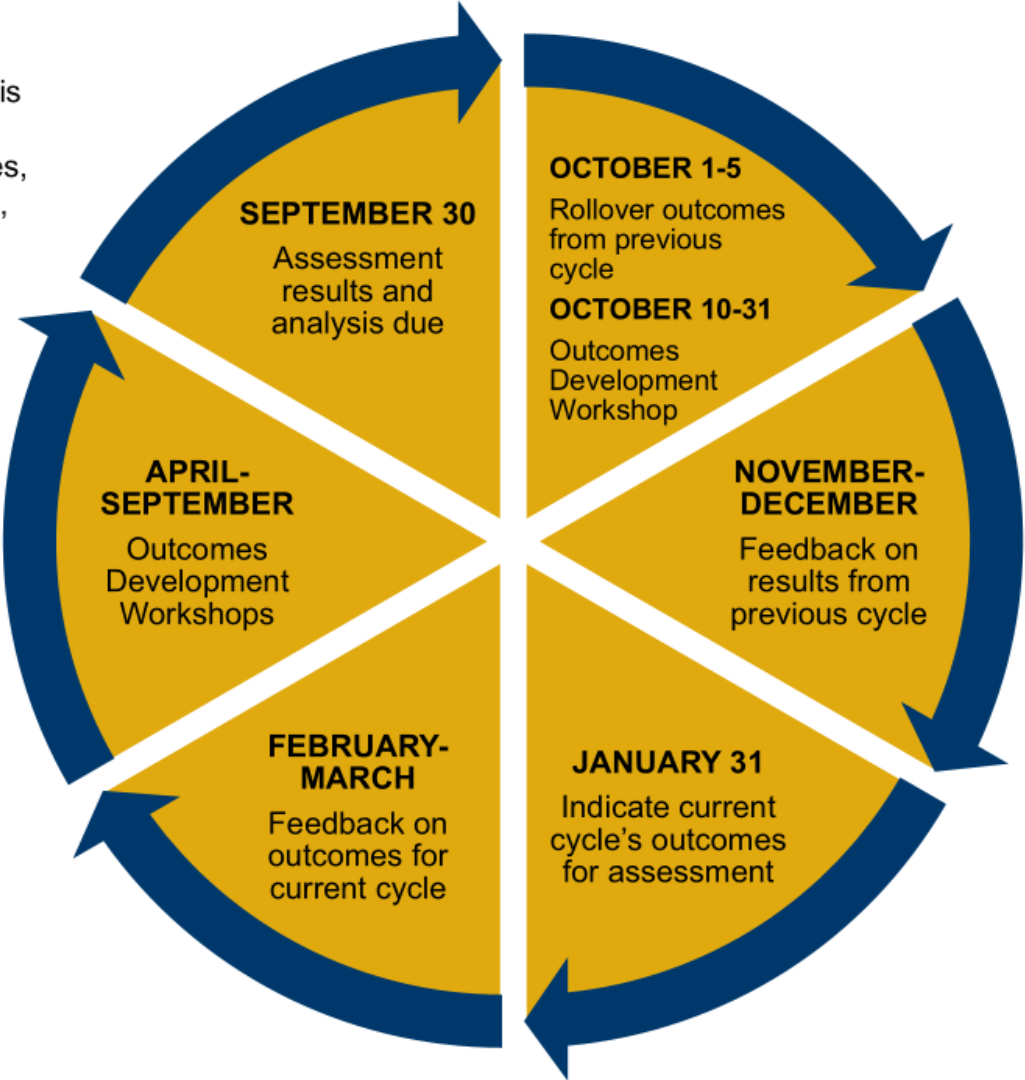 is
es,
,
OCTOBER 1-5
Rollover outcomes
from previous
cycle
OCTOBER 10-31
Outcomes
Development
Workshop
NOVEMBER-
DECEMBER
Feedback on
results from
previous cycle
JANUARY 31
Indicate current
cycle’s outcomes
for assessment
FEBRUARY-
MARCH
Feedback on
outcomes for
current cycle
APRIL-
SEPTEMBER
Outcomes
Development
Workshops
SEPTEMBER 30
Assessment
results and
analysis due